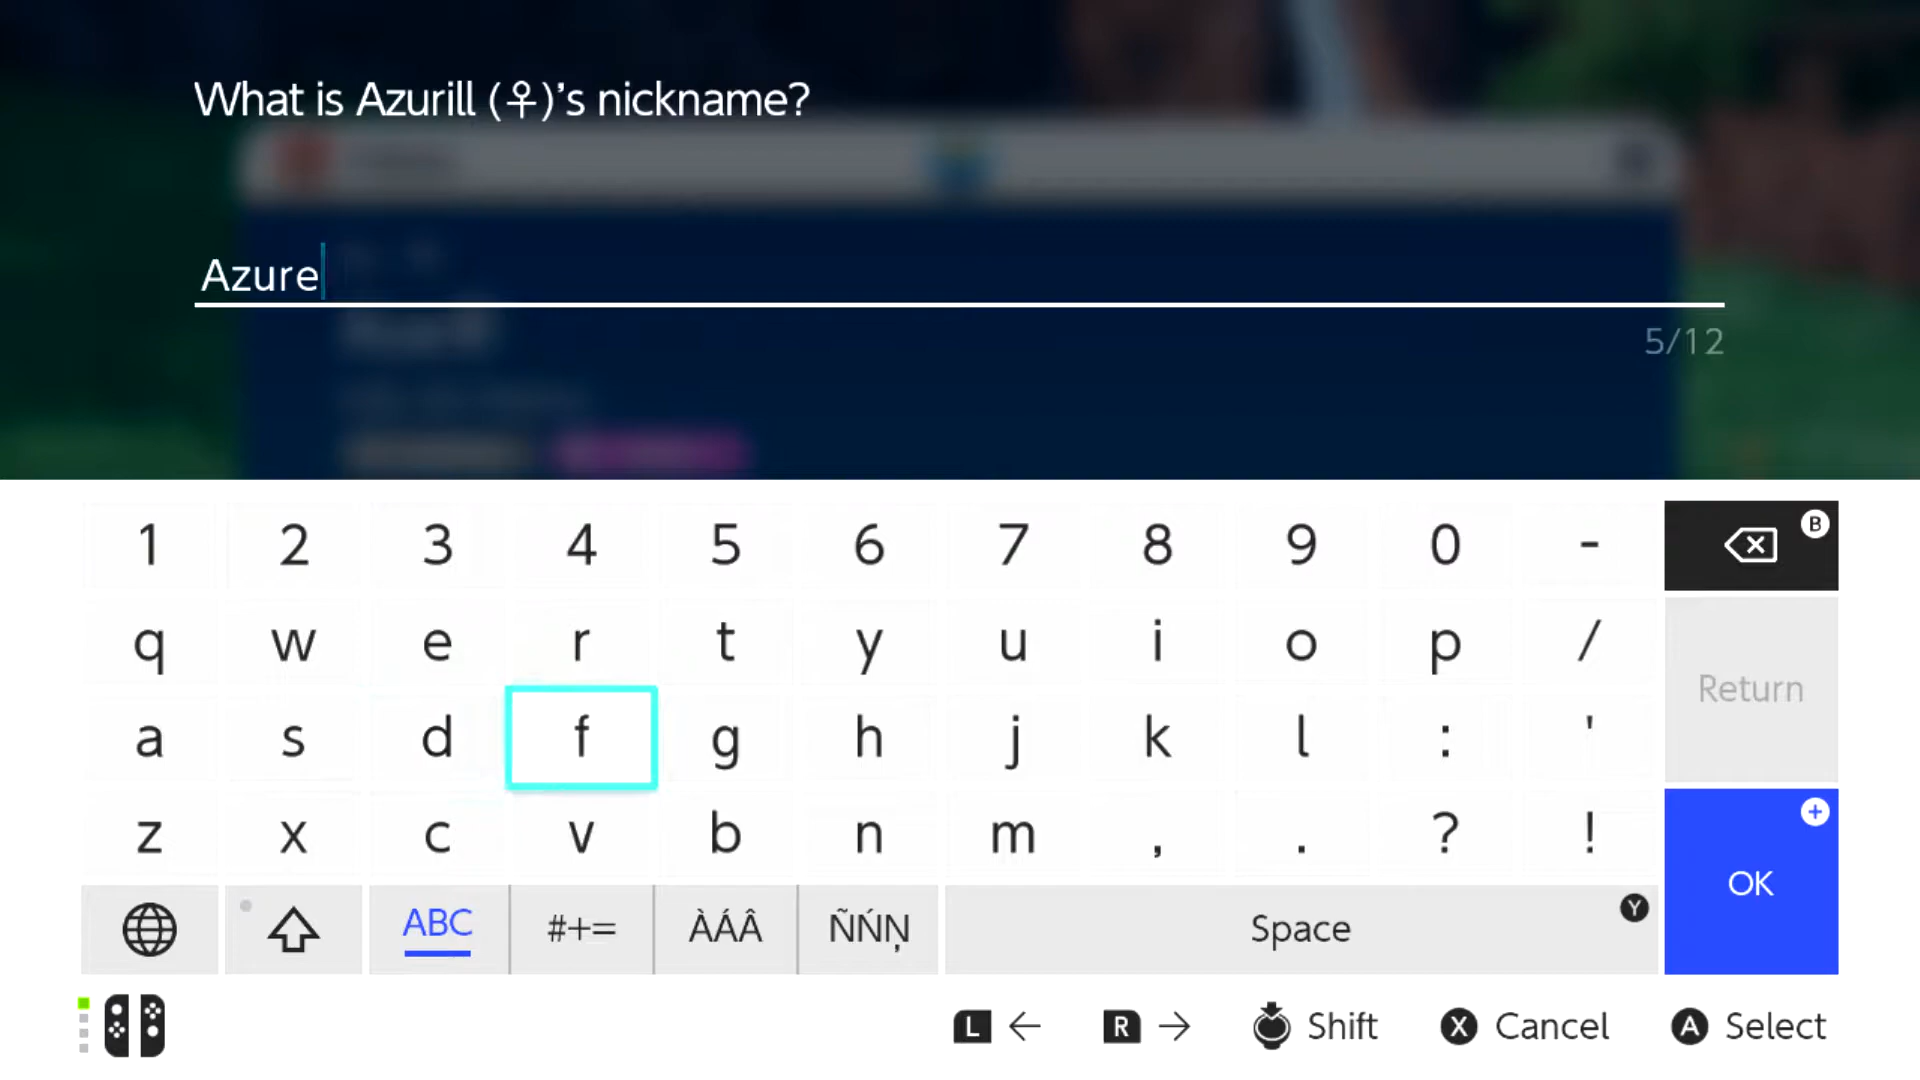 What is Azurill (♀)’s nickname?
Azure
5/12
1 2 3 4 5 6 7 8 9 0 -
B
q w e r t y u i o p /
Return
a s d f g h j k l : '
z x c v b n m , . ? !
+
OK
ABC #+= ÀÁÂ ÑŃŅ Space Y
L ← R → Shift X Cancel A Select